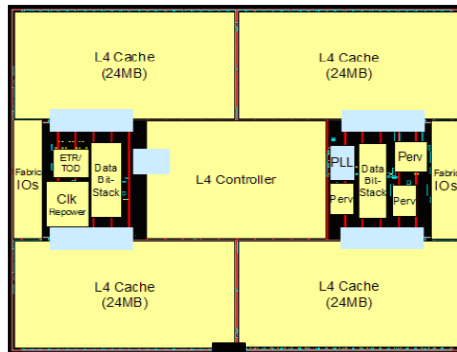 L4 Cache
(24MB)
L4 Cache
(24MB)
Fabric
IOs
ETR/
TOD
Clk
Repower
Data
Bit-
Stack
L4 Controller
PLL
Perv
Data
Bit-
Stack
Perv
Perv
Fabric
IOs
L4 Cache
(24MB)
L4 Cache
(24MB)